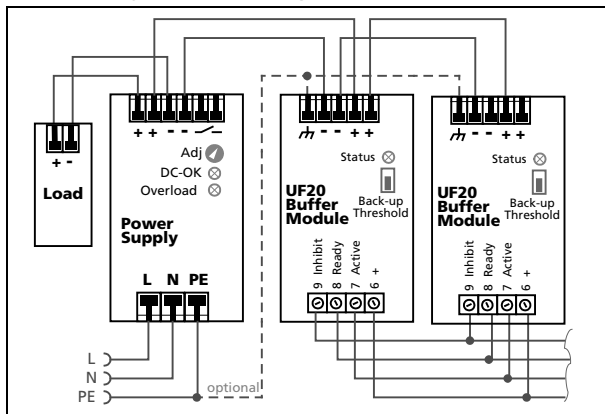 + -
Load
+ + - -
Adj
DC-OK
Overload
Power
Supply
L N PE
- - + +
Status
UF20
Buffer
Module
Back-up
Threshold
9 Inhibit
8 Ready
7 Active
6 +
- - + +
Status
UF20
Buffer
Module
Back-up
Threshold
9 Inhibit
8 Ready
7 Active
6 +
L
N
PE
optional